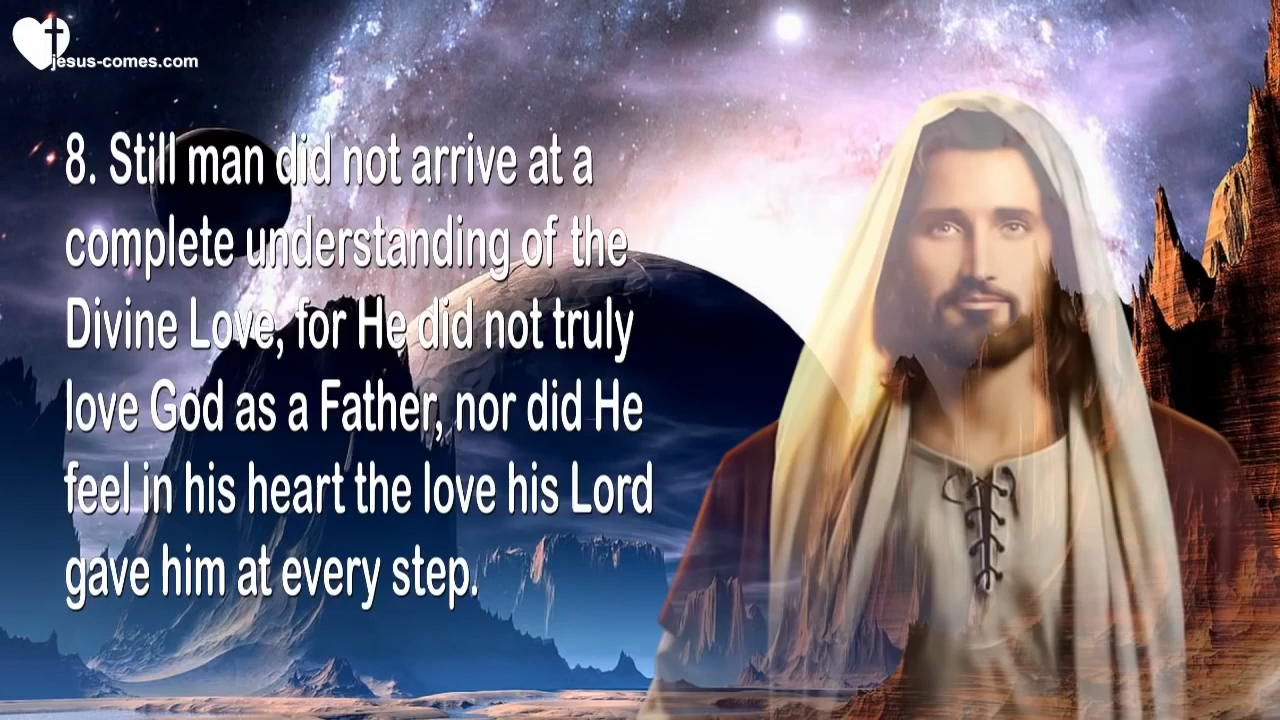 jesus-comes.com
8. Still man did not arrive at a
complete understanding of the
Divine Love, for He did not truly
love God as a Father, nor did He
feel in his heart the love his Lord
gave him at every step.